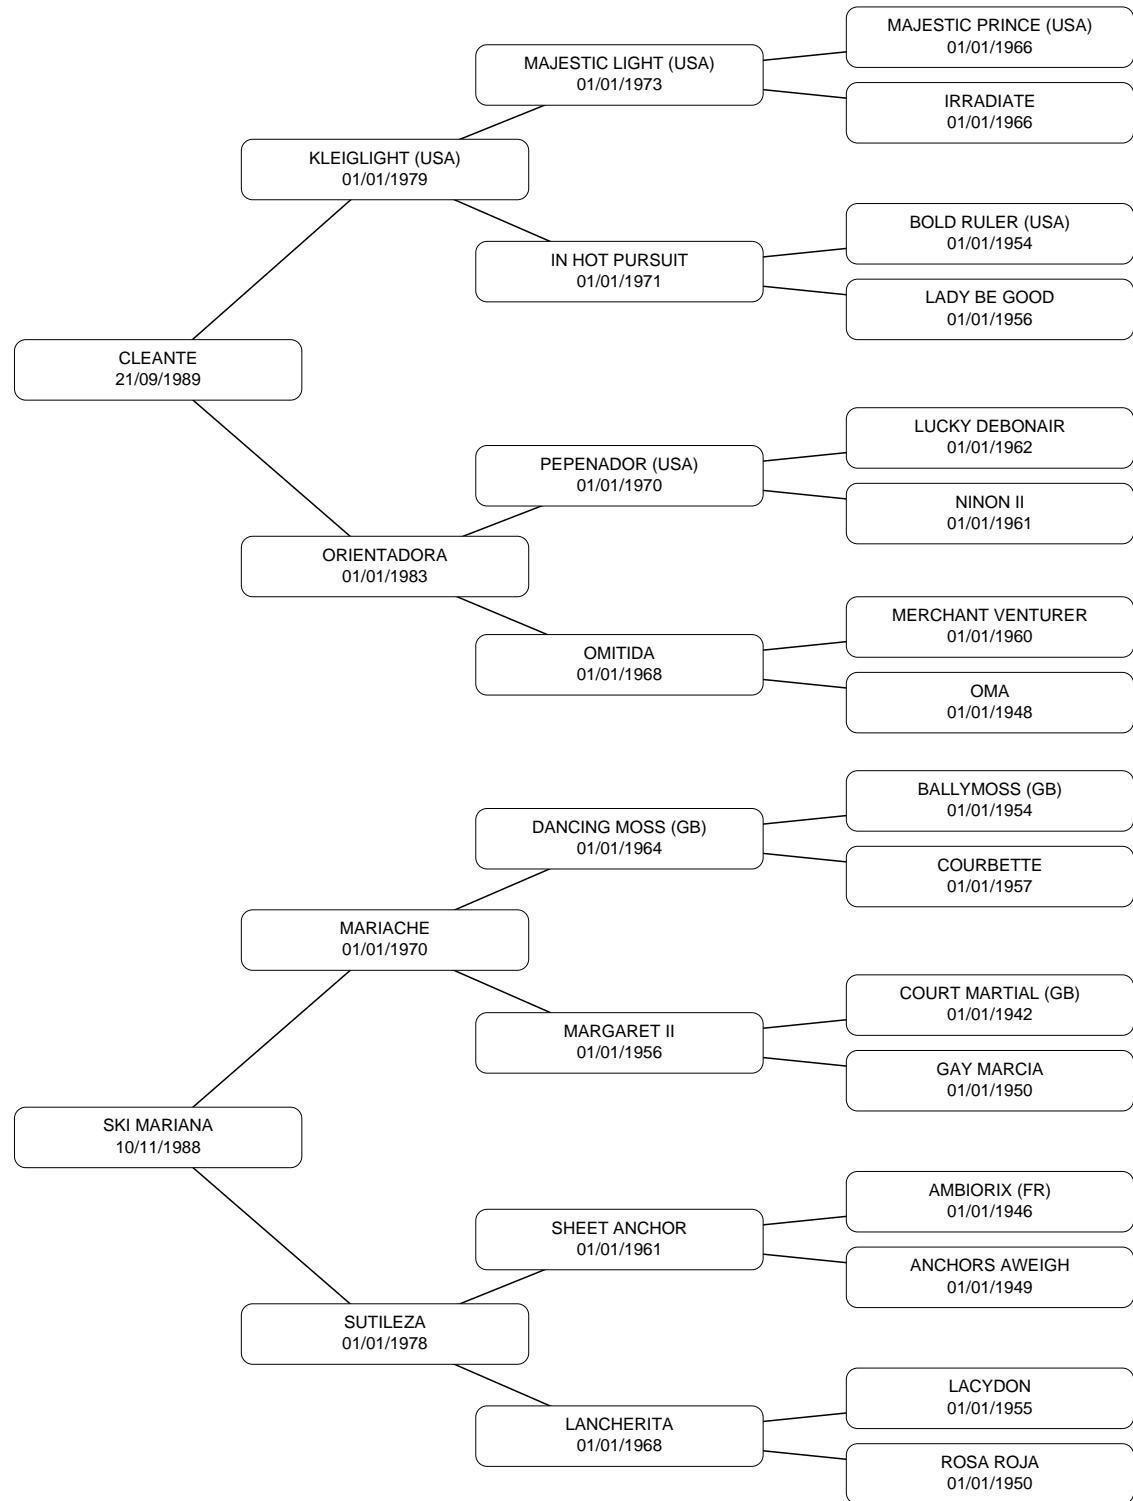 MAJESTIC PRINCE (USA)
01/01/1966
MAJESTIC LIGHT (USA)
01/01/1973
IRRADIATE
01/01/1966
KLEIGLIGHT (USA)
01/01/1979
BOLD RULER (USA)
01/01/1954
IN HOT PURSUIT
01/01/1971
LADY BE GOOD
01/01/1956
CLEANTE
21/09/1989
LUCKY DEBONAIR
01/01/1962
PEPENADOR (USA)
01/01/1970
NINON II
01/01/1961
ORIENTADORA
01/01/1983
MERCHANT VENTURER
01/01/1960
OMITIDA
01/01/1968
OMA
01/01/1948
BALLYMOSS (GB)
01/01/1954
DANCING MOSS (GB)
01/01/1964
COURBETTE
01/01/1957
MARIACHE
01/01/1970
COURT MARTIAL (GB)
01/01/1942
MARGARET II
01/01/1956
GAY MARCIA
01/01/1950
SKI MARIANA
10/11/1988
AMBIORIX (FR)
01/01/1946
SHEET ANCHOR
01/01/1961
ANCHORS AWEIGH
01/01/1949
SUTILEZA
01/01/1978
LACYDON
01/01/1955
LANCHERITA
01/01/1968
ROSA ROJA
01/01/1950